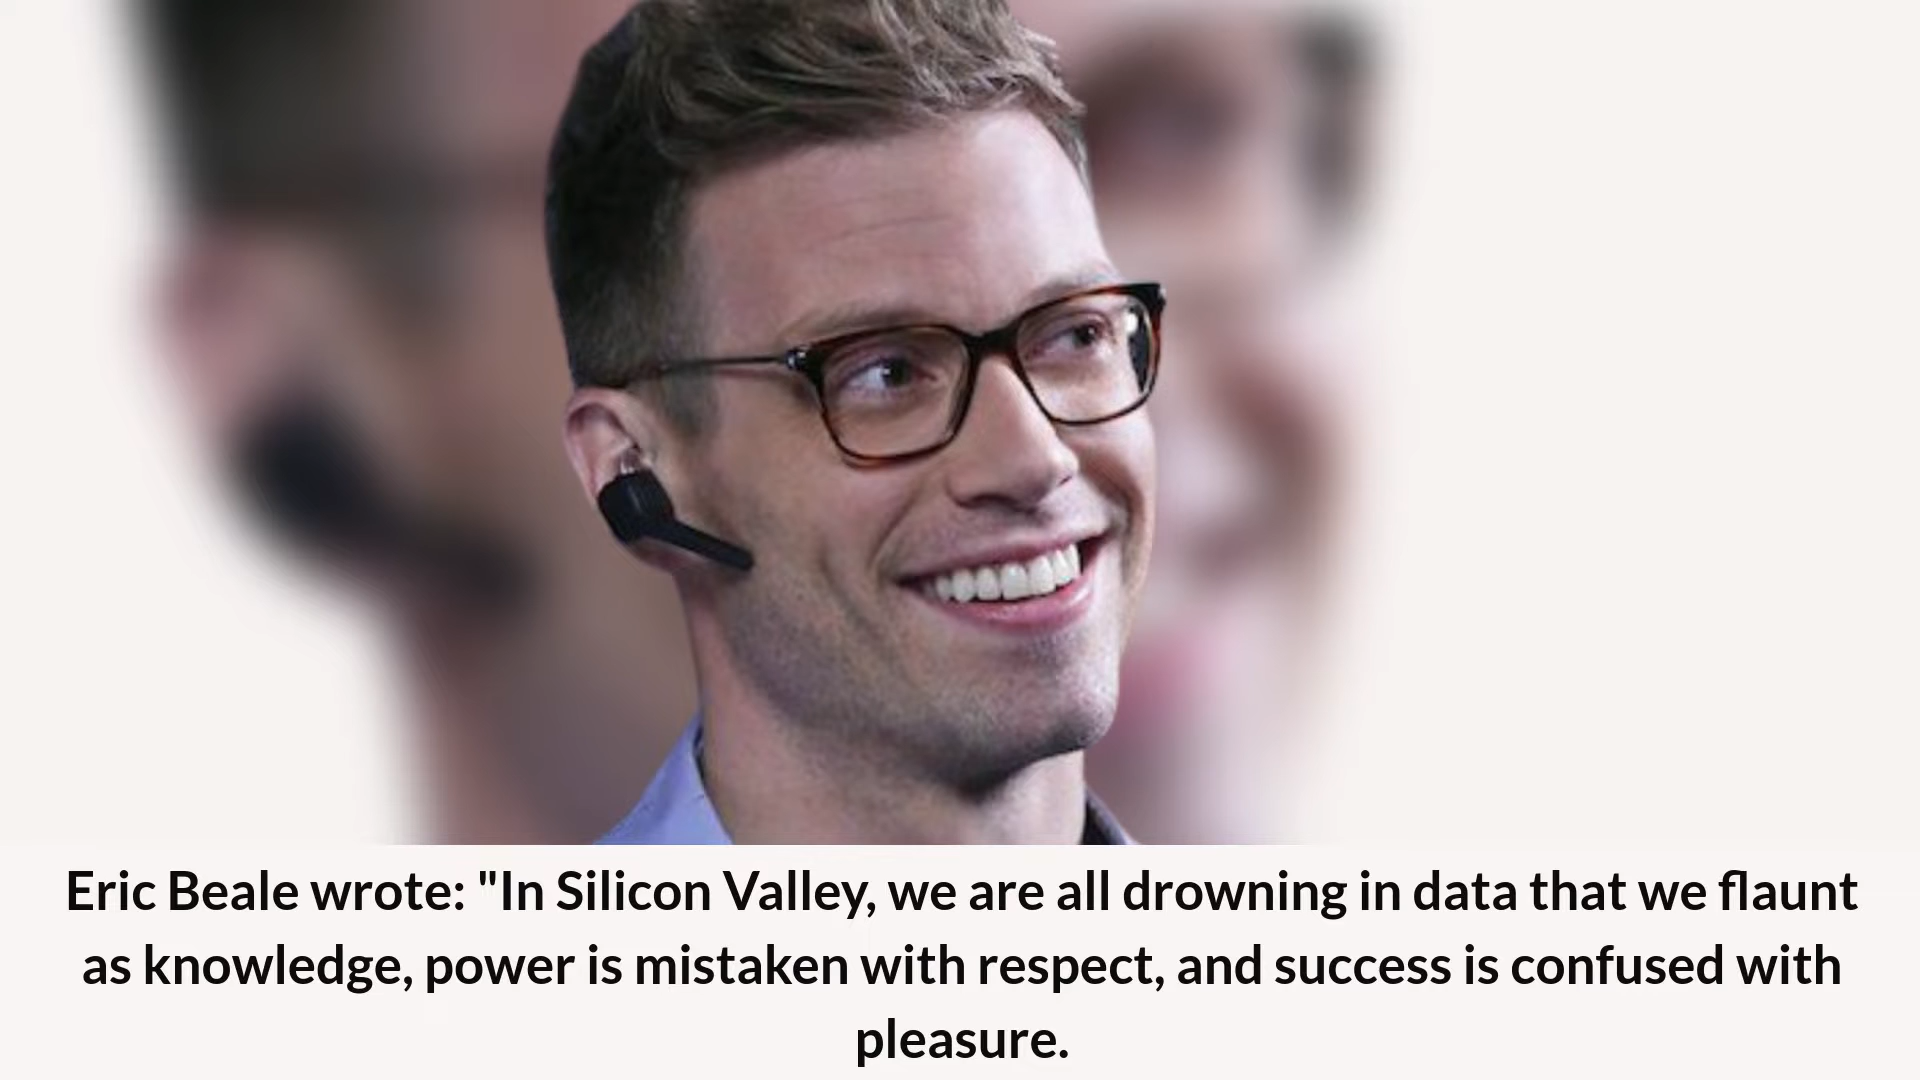 Eric Beale wrote: "In Silicon Valley, we are all drowning in data that we flaunt
as knowledge, power is mistaken with respect, and success is confused with
pleasure.